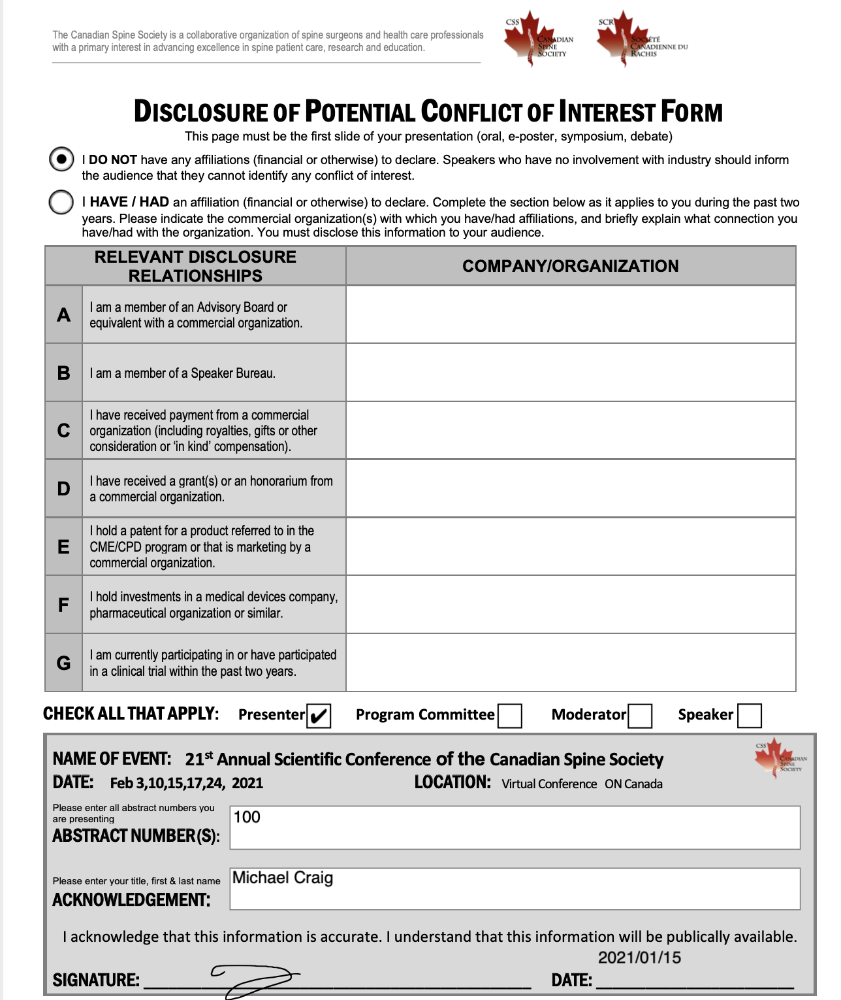 The Canadian Spine Society is a collaborative organization of spine surgeons and health care professionals
with a primary interest in advancing excellence in spine patient care, research and education.
CSS
CANADIAN
SPINE
SOCIETY
SCR
SOCIÉTÉ
CANADIENNE DU
RACHIS
DISCLOSURE OF POTENTIAL CONFLICT OF INTEREST FORM
This page must be the first slide of your presentation (oral, e-poster, symposium, debate)
I DO NOT have any affiliations (financial or otherwise) to declare. Speakers who have no involvement with industry should inform
the audience that they cannot identify any conflict of interest.
I HAVE / HAD an affiliation (financial or otherwise) to declare. Complete the section below as it applies to you during the past two
years. Please indicate the commercial organization(s) with which you have/had affiliations, and briefly explain what connection you
have/had with the organization. You must disclose this information to your audience.
RELEVANT DISCLOSURE
RELATIONSHIPS
COMPANY/ORGANIZATION
A
I am a member of an Advisory Board or
equivalent with a commercial organization.
B
I am a member of a Speaker Bureau.
C
I have received payment from a commercial
organization (including royalties, gifts or other
consideration or ‘in kind’ compensation).
D
I have received a grant(s) or an honorarium from
a commercial organization.
E
I hold a patent for a product referred to in the
CME/CPD program or that is marketing by a
commercial organization.
F
I hold investments in a medical devices company,
pharmaceutical organization or similar.
G
I am currently participating in or have participated
in a clinical trial within the past two years.
CHECK ALL THAT APPLY: Presenter ✔ Program Committee Moderator Speaker
NAME OF EVENT: 21st Annual Scientific Conference of the Canadian Spine Society
CSS
CANADIAN
SPINE
SOCIETY
DATE: Feb 3,10,15,17,24, 2021 LOCATION: Virtual Conference ON Canada
Please enter all abstract numbers you
are presenting
ABSTRACT NUMBER(S):
100
Please enter your title, first & last name
ACKNOWLEDGEMENT:
Michael Craig
I acknowledge that this information is accurate. I understand that this information will be publically available.
2021/01/15
SIGNATURE: DATE: